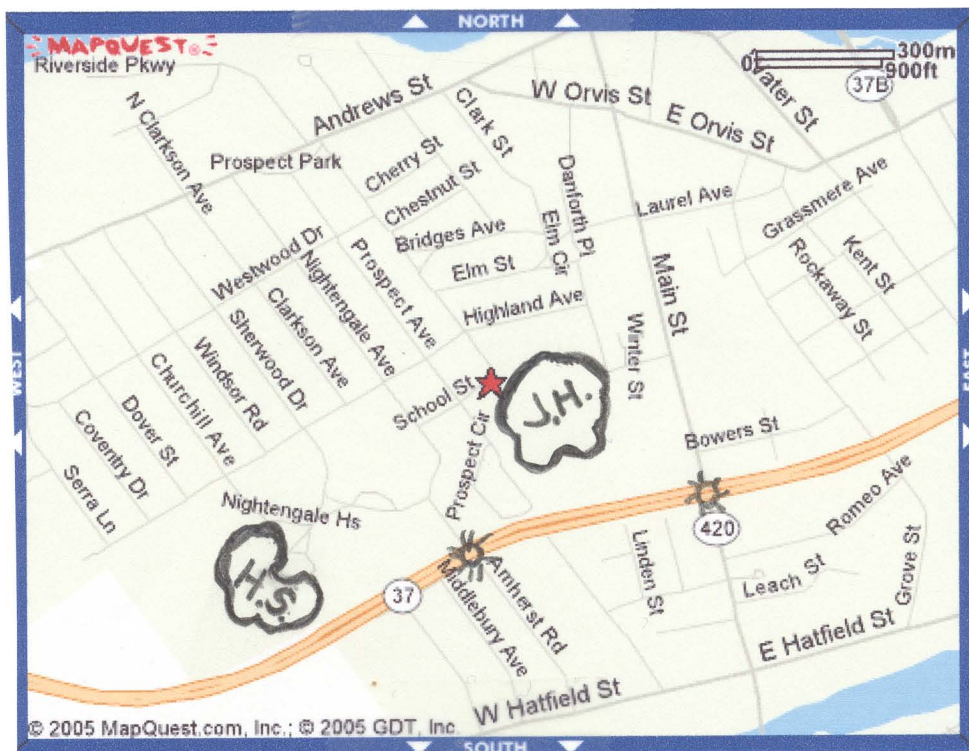 NORTH
MAPQUEST®
Riverside Pkwy
300m
0
900ft
37B
Water St
N Clarkson Ave
Andrews St
Clark St
W Orvis St
E Orvis St
Prospect Park
Cherry St
Chestnut St
Danforth Pl
Laurel Ave
Grassmere Ave
Bridges Ave
Elm Cir
Westwood Dr
Nightengale Ave
Prospect Ave
Elm St
Main St
Rockaway St
Kent St
Highland Ave
Clarkson Ave
Sherwood Dr
Windsor Rd
Churchill Ave
Winter St
WEST
EAST
School St
J.H.
Dover St
Coventry Dr
Serra Ln
Prospect Cir
Bowers St
Nightengale Hs
Romeo Ave
420
H.S.
37
Middlebury Ave
Amherst Rd
Linden St
Leach St
Grove St
E Hatfield St
W Hatfield St
© 2005 MapQuest.com, Inc.; © 2005 GDT, Inc.
SOUTH